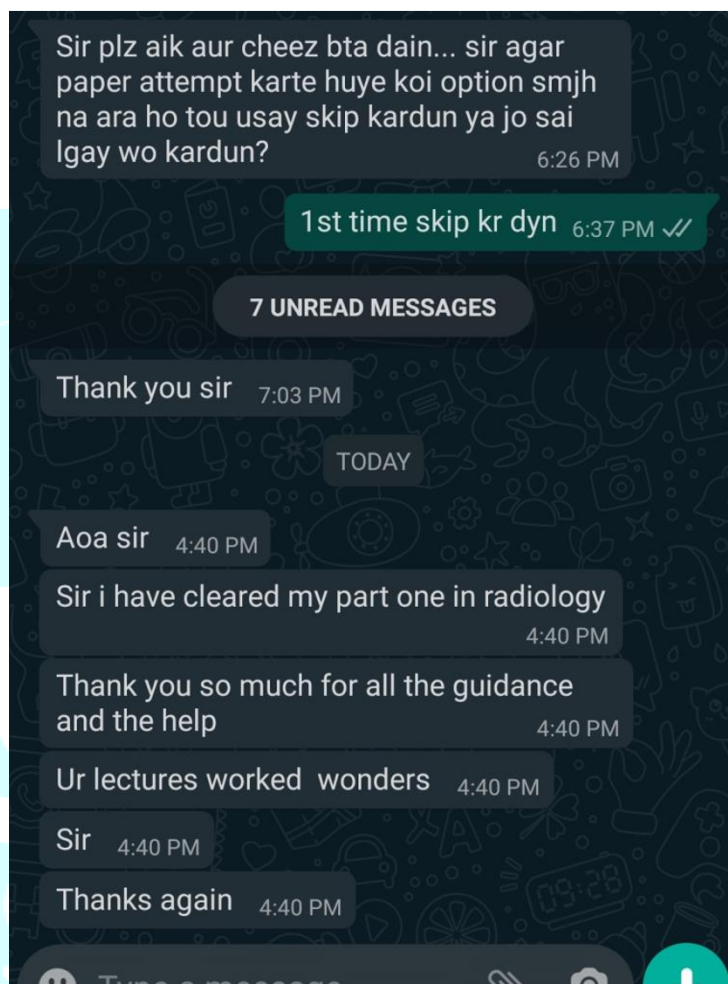 Sir plz aik aur cheez bta dain... sir agar
paper attempt karte huye koi option smjh
na ara ho tou usay skip kardun ya jo sai
lgay wo kardun?
6:26 PM
1st time skip kr dyn 6:37 PM
7 UNREAD MESSAGES
Thank you sir 7:03 PM
TODAY
Aoa sir 4:40 PM
Sir i have cleared my part one in radiology
4:40 PM
Thank you so much for all the guidance
and the help 4:40 PM
Ur lectures worked wonders 4:40 PM
Sir 4:40 PM
Thanks again 4:40 PM
Type a message